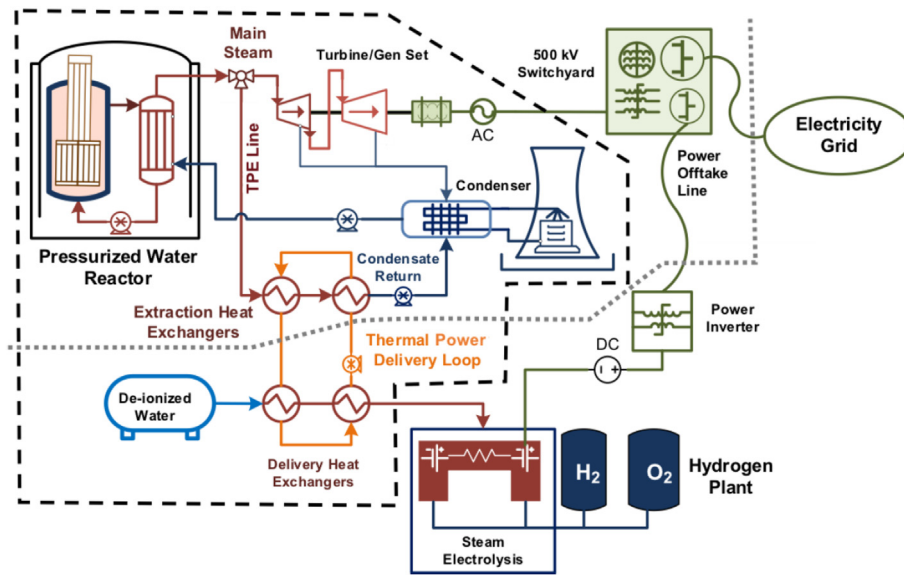 Main
Steam
Turbine/Gen Set
500 kV
Switchyard
AC
TPE Line
Electricity
Grid
Power
Offtake
Line
Condenser
Pressurized Water
Reactor
Condensate
Return
Extraction Heat
Exchangers
Power
Inverter
Thermal Power
Delivery Loop
DC
De-ionized
Water
Delivery Heat
Exchangers
H2
O2
Hydrogen
Plant
Steam
Electrolysis